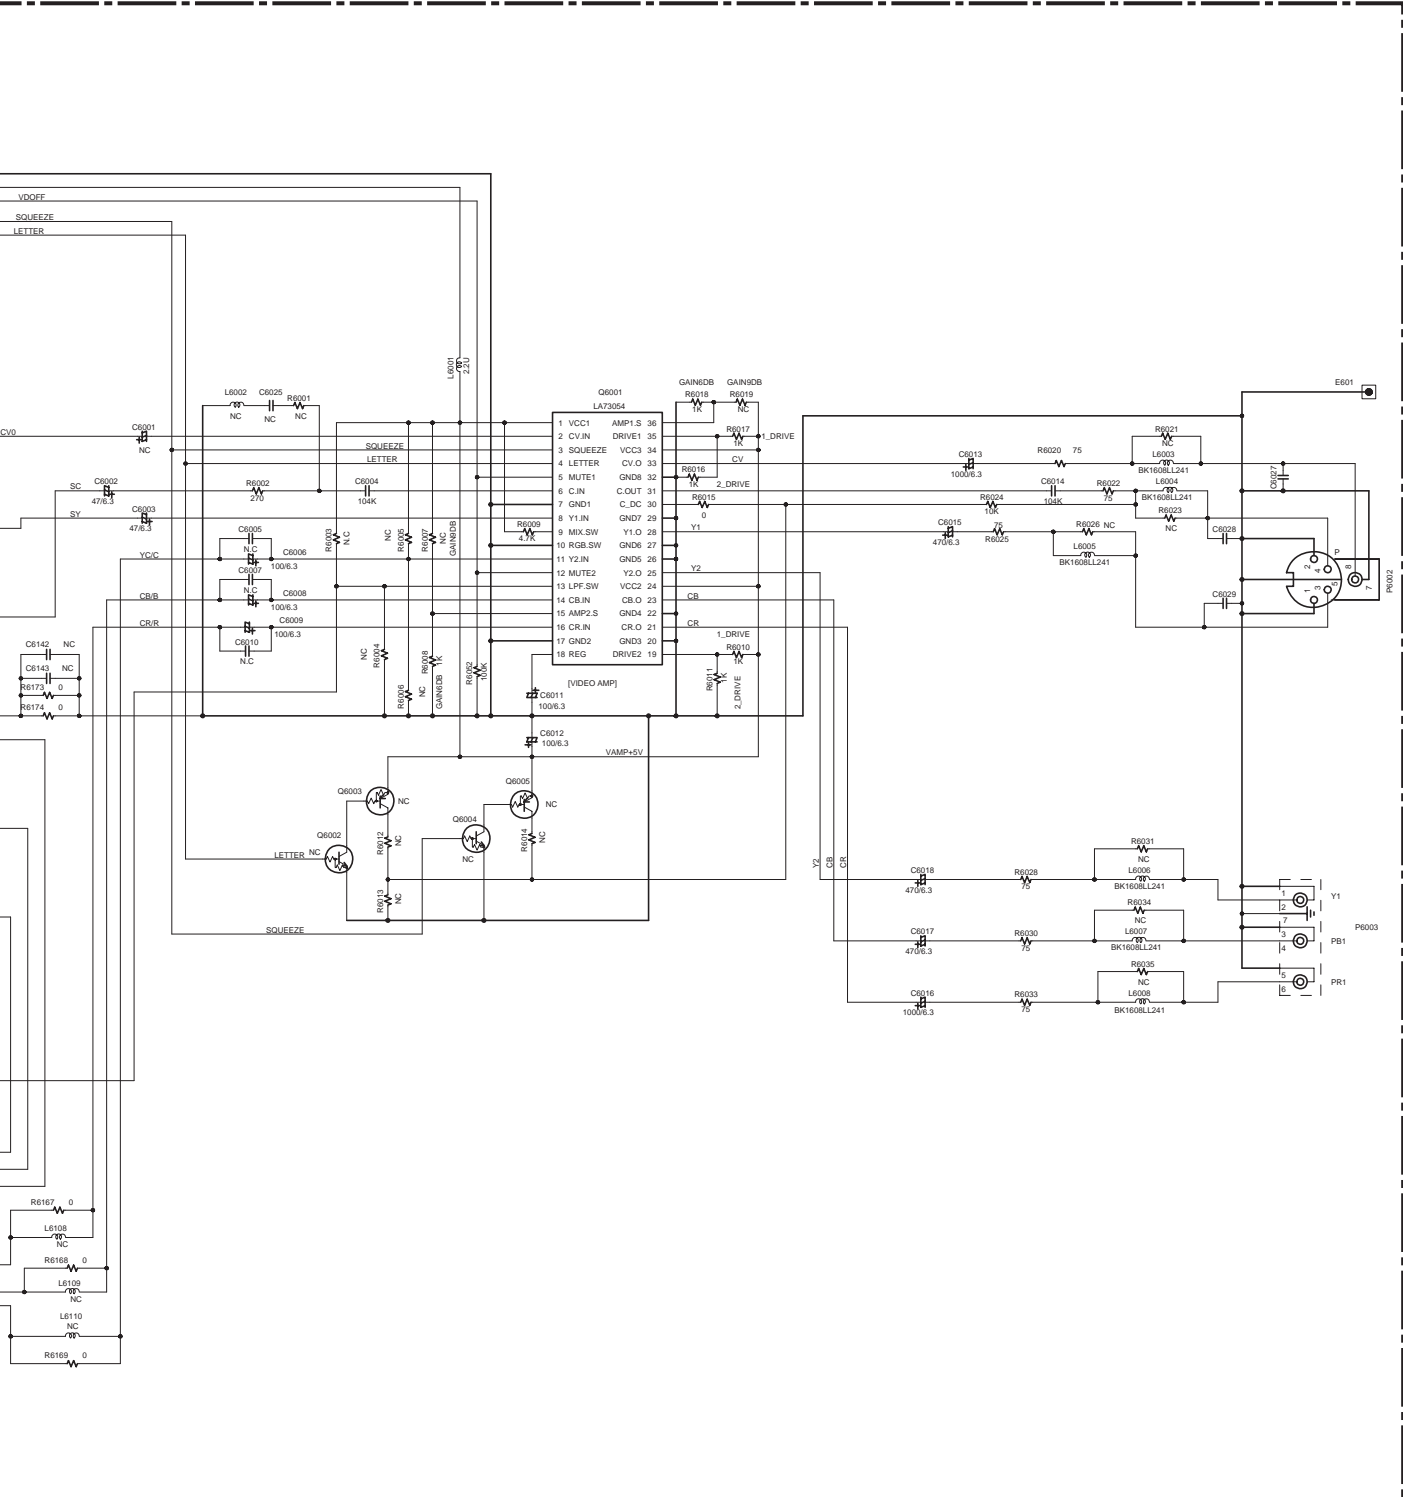 VDOFF
SQUEEZE
LETTER
L6001
2.2U
L6002
NC
C6025
NC
R6001
NC
CV0
C6001
NC
SQUEEZE
LETTER
SC
C6002
47/6.3
R6002
270
C6004
104K
SY
C6003
47/6.3
C6005
N.C
YC/C
C6006
100/6.3
C6007
N.C
CB/B
C6008
100/6.3
CR/R
C6009
100/6.3
C6010
N.C
R6003
N.C
NC
R6005
R6007
NC
GAIN9DB
R6009
4.7K
NC
R6004
R6006
NC
R6008
1K
GAIN6DB
R6052
100K
Q6001
LA73054
1 VCC1
2 CV.IN
3 SQUEEZE
4 LETTER
5 MUTE1
6 C.IN
7 GND1
8 Y1.IN
9 MIX.SW
10 RGB.SW
11 Y2.IN
12 MUTE2
13 LPF.SW
14 CB.IN
15 AMP2.S
16 CR.IN
17 GND2
18 REG
AMP1.S 36
DRIVE1 35
VCC3 34
CV.O 33
GND8 32
C.OUT 31
C_DC 30
GND7 29
Y1.O 28
GND6 27
GND5 26
Y2.O 25
VCC2 24
CB.O 23
GND4 22
CR.O 21
GND3 20
DRIVE2 19
[VIDEO AMP]
GAIN6DB
R6018
1K
GAIN9DB
R6019
NC
R6017
1K
1_DRIVE
CV
R6016
1K
2_DRIVE
R6015
0
Y1
Y2
CB
CR
1_DRIVE
R6010
1K
R6011
1K
2_DRIVE
C6011
100/6.3
C6012
100/6.3
VAMP+5V
C6013
1000/6.3
R6020 75
R6021
NC
L6003
BK1608LL241
C6014
104K
R6022
75
L6004
BK1608LL241
R6024
10K
R6023
NC
C6015
470/6.3
75
R6025
R6026 NC
L6005
BK1608LL241
C6027
C6028
C6029
E601
P
2
4
1
3
5
8
7
P6002
C6142 NC
C6143 NC
R6173 0
R6174 0
Q6003
NC
Q6005
NC
Q6002
NC
Q6004
NC
LETTER
R6012
NC
R6013
NC
R6014
NC
SQUEEZE
Y2
CB
CR
C6018
470/6.3
R6028
75
R6031
NC
L6006
BK1608LL241
C6017
470/6.3
R6030
75
R6034
NC
L6007
BK1608LL241
C6016
1000/6.3
R6033
75
R6035
NC
L6008
BK1608LL241
1
2
7
3
4
5
6
Y1
P6003
PB1
PR1
R6167 0
L6108
NC
R6168 0
L6109
NC
L6110
NC
R6169 0